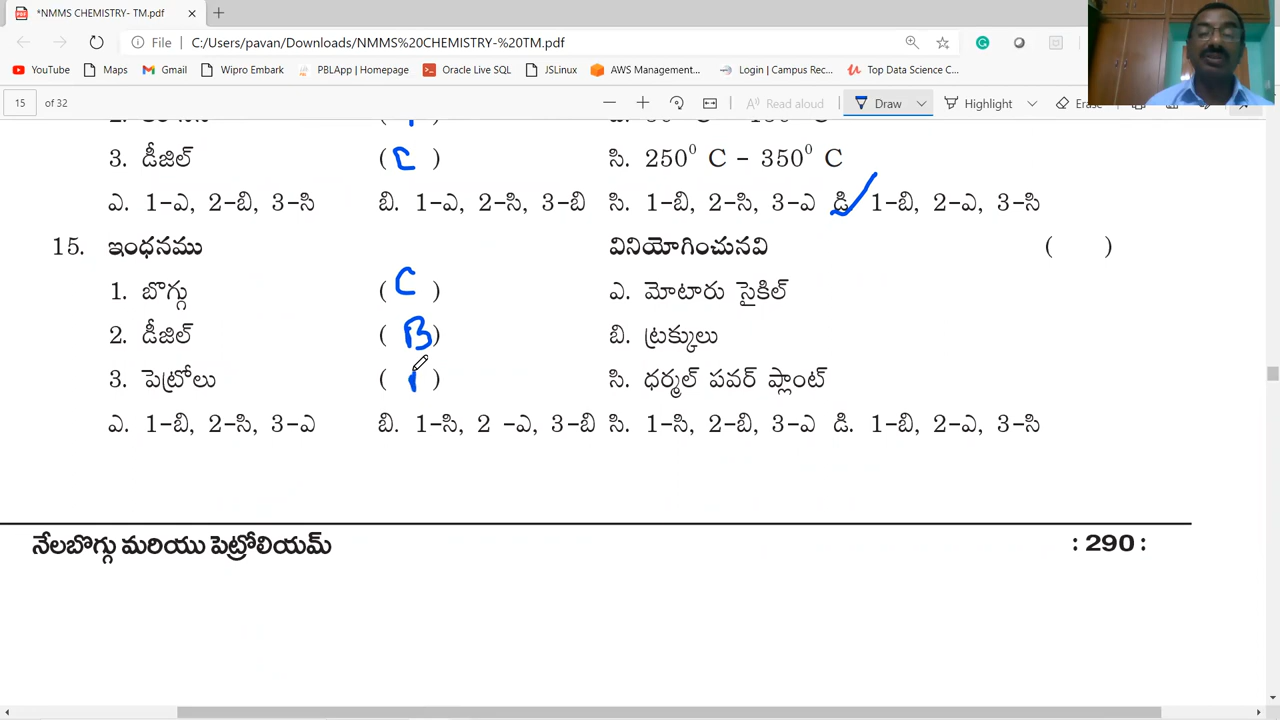 *NMMS CHEMISTRY- TM.pdf
File C:/Users/pavan/Downloads/NMMS%20CHEMISTRY-%20TM.pdf
YouTube Maps Gmail Wipro Embark PBLApp | Homepage Oracle Live SQL JSLinux AWS Management... Login | Campus Rec... Top Data Science C...
15 of 32 Read aloud Draw Highlight
3. డీజిల్ ( C ) సి. 250⁰ C – 350⁰ C
ఎ. 1-ఎ, 2-బి, 3-సి బి. 1-ఎ, 2-సి, 3-బి సి. 1-బి, 2-సి, 3-ఎ డి. 1-బి, 2-ఎ, 3-సి
15. ఇంధనము వినియోగించునవి ( )
1. బొగ్గు ( C ) ఎ. మోటారు సైకిల్
2. డీజిల్ ( B ) బి. ట్రక్కులు
3. పెట్రోలు ( ) సి. ధర్మల్ పవర్ ప్లాంట్
ఎ. 1-బి, 2-సి, 3-ఎ బి. 1-సి, 2 -ఎ, 3-బి సి. 1-సి, 2-బి, 3-ఎ డి. 1-బి, 2-ఎ, 3-సి
నేలబొగ్గు మరియు పెట్రోలియమ్ : 290 :